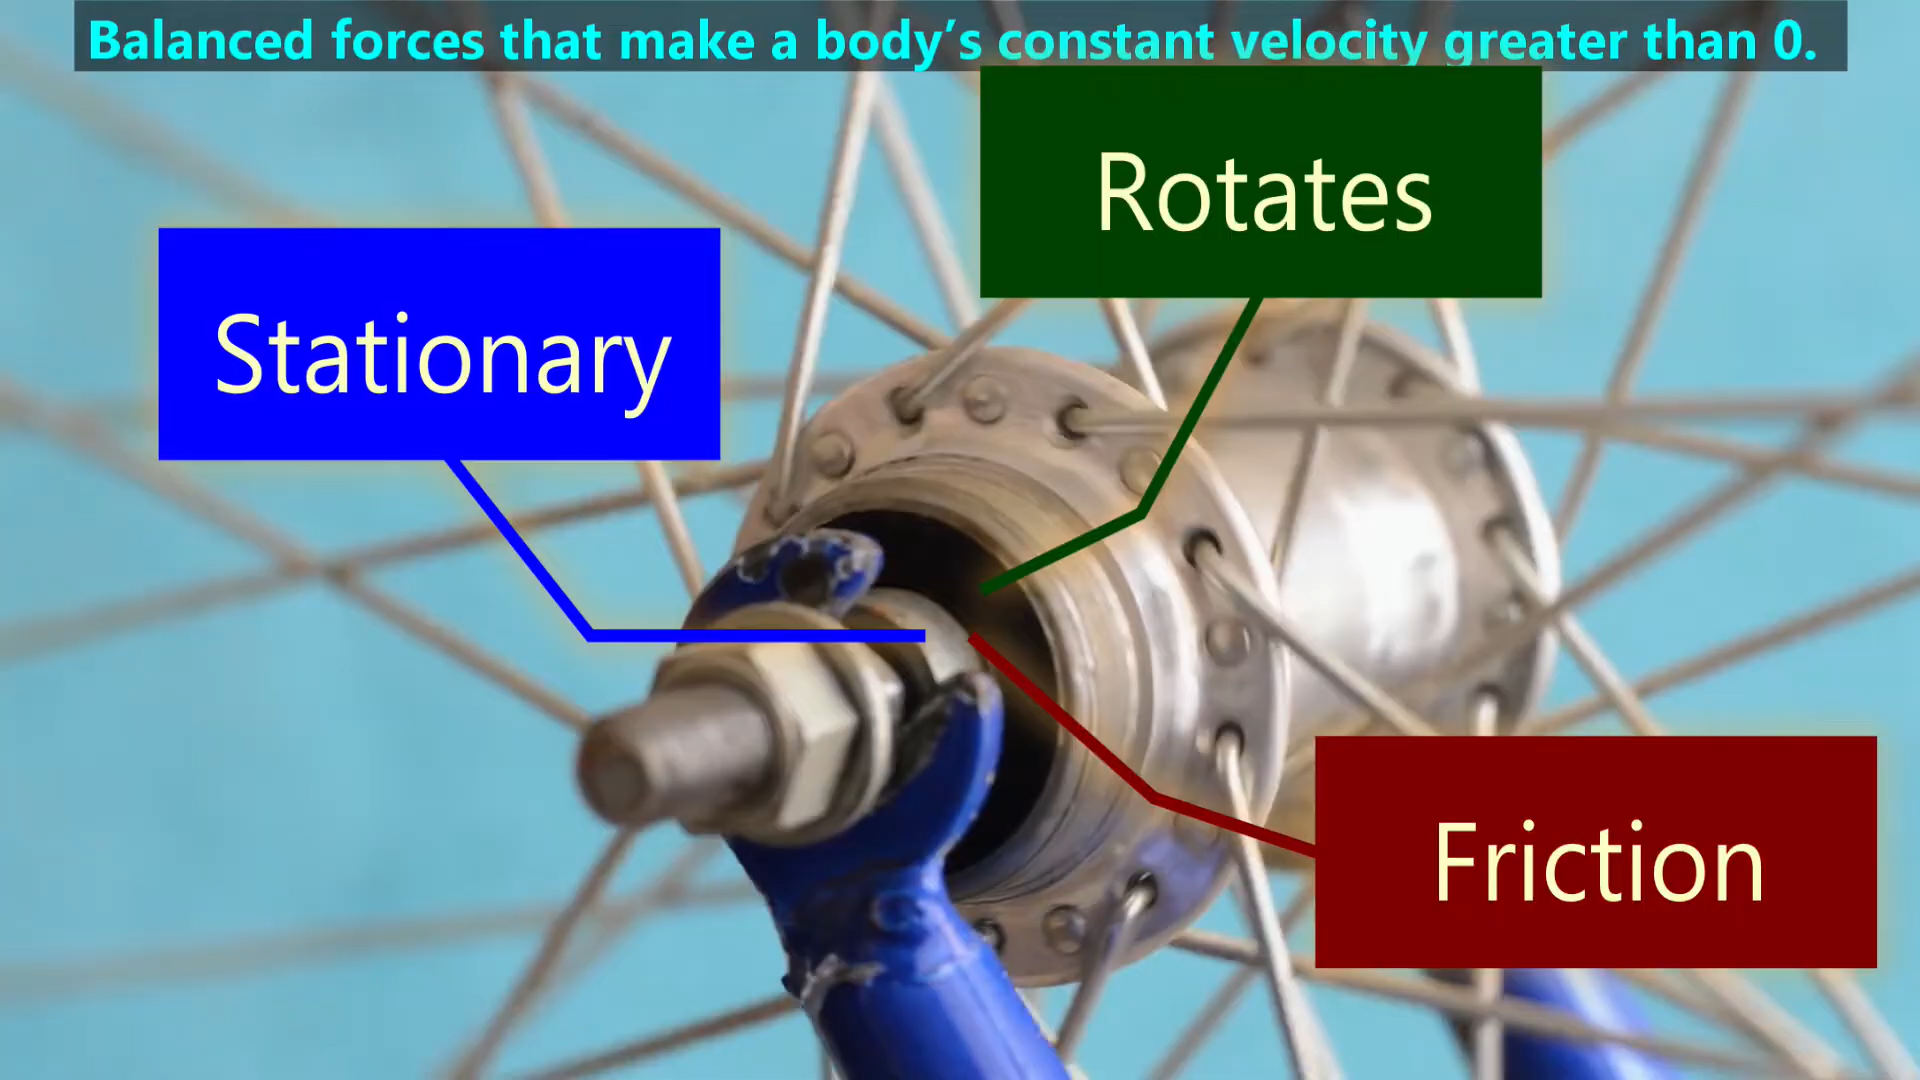 Balanced forces that make a body’s constant velocity greater than 0.
Rotates
Stationary
Friction